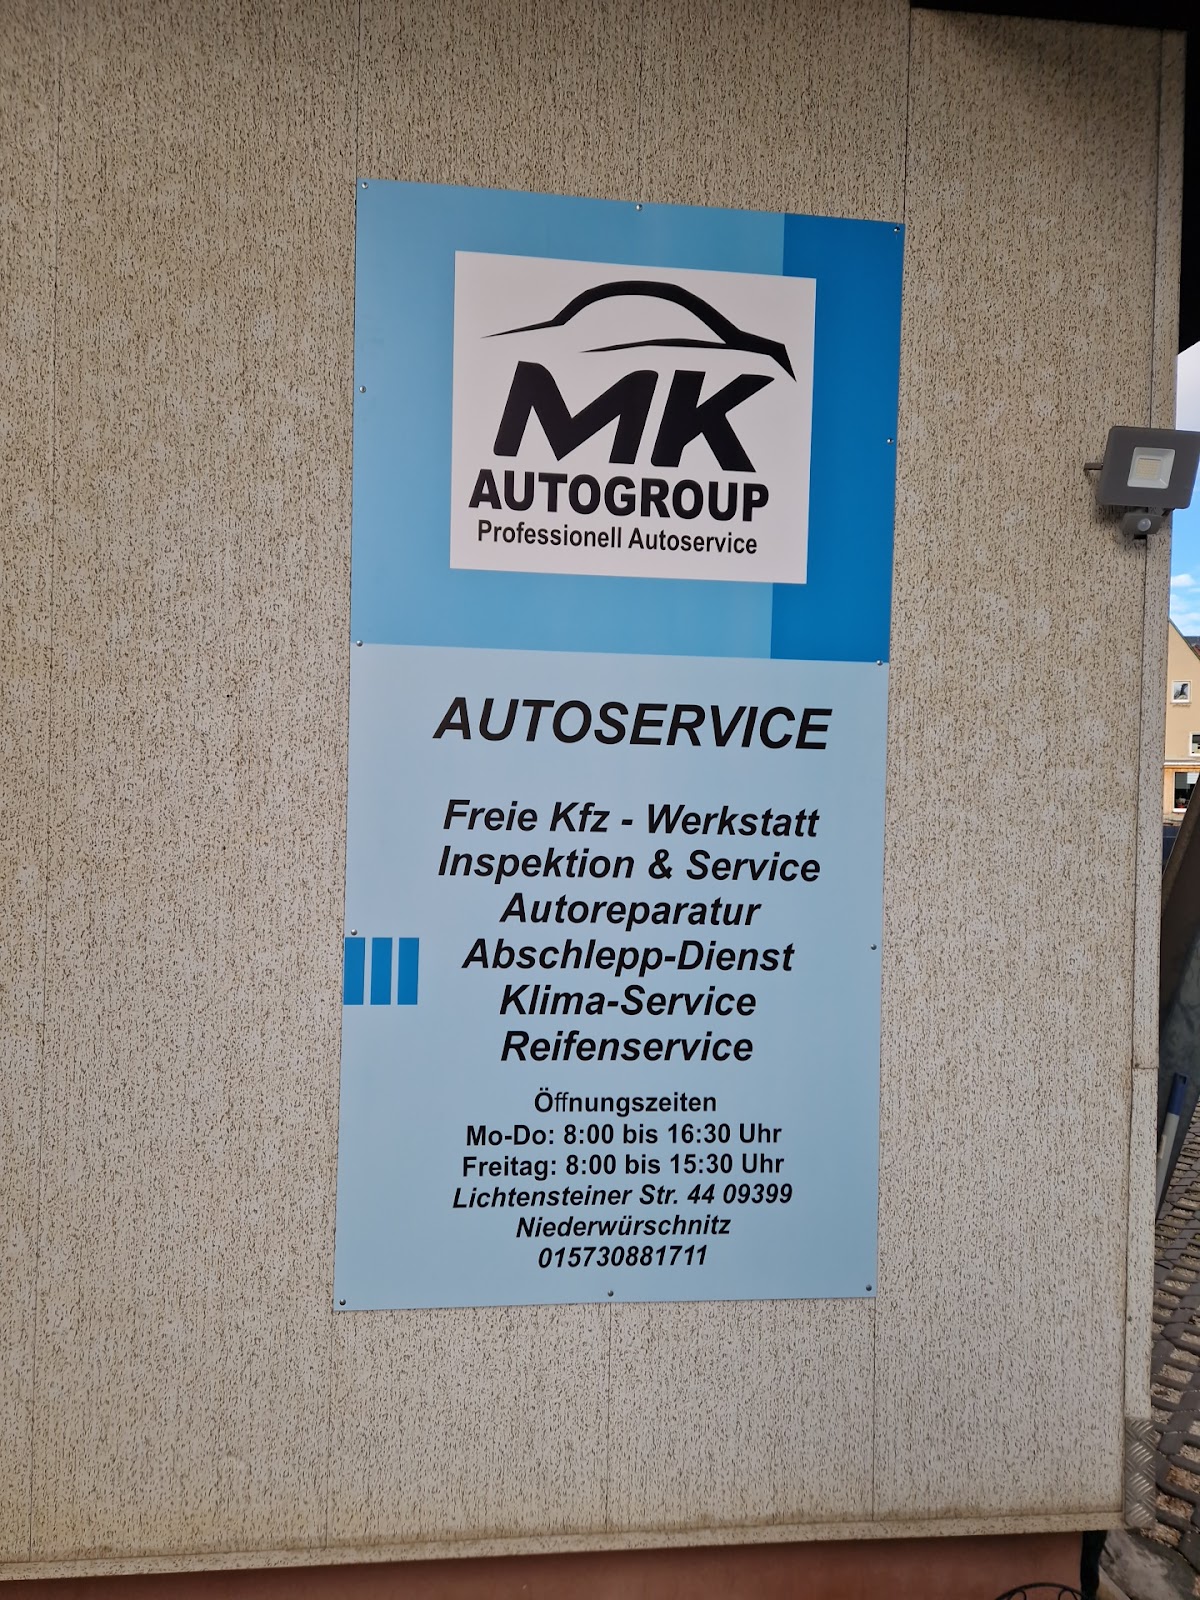 MK
AUTOGROUP
Professionell Autoservice
AUTOSERVICE
Freie Kfz - Werkstatt
Inspektion & Service
Autoreparatur
Abschlepp-Dienst
Klima-Service
Reifenservice
Öffnungszeiten
Mo-Do: 8:00 bis 16:30 Uhr
Freitag: 8:00 bis 15:30 Uhr
Lichtensteiner Str. 44 09399
Niederwürschnitz
015730881711